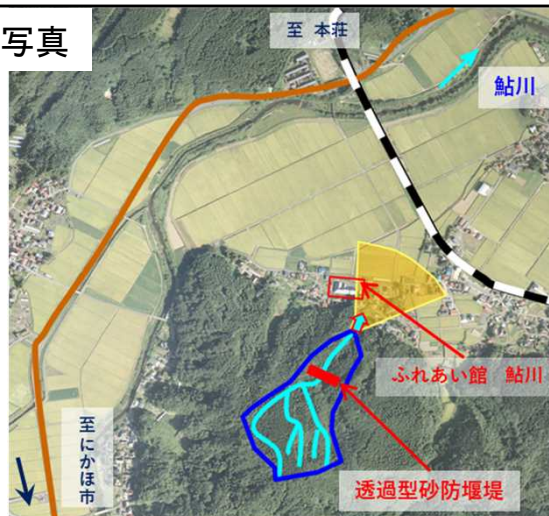 写真
至 本荘
鮎川
ふれあい館 鮎川
至にかほ市
透過型砂防堰堤